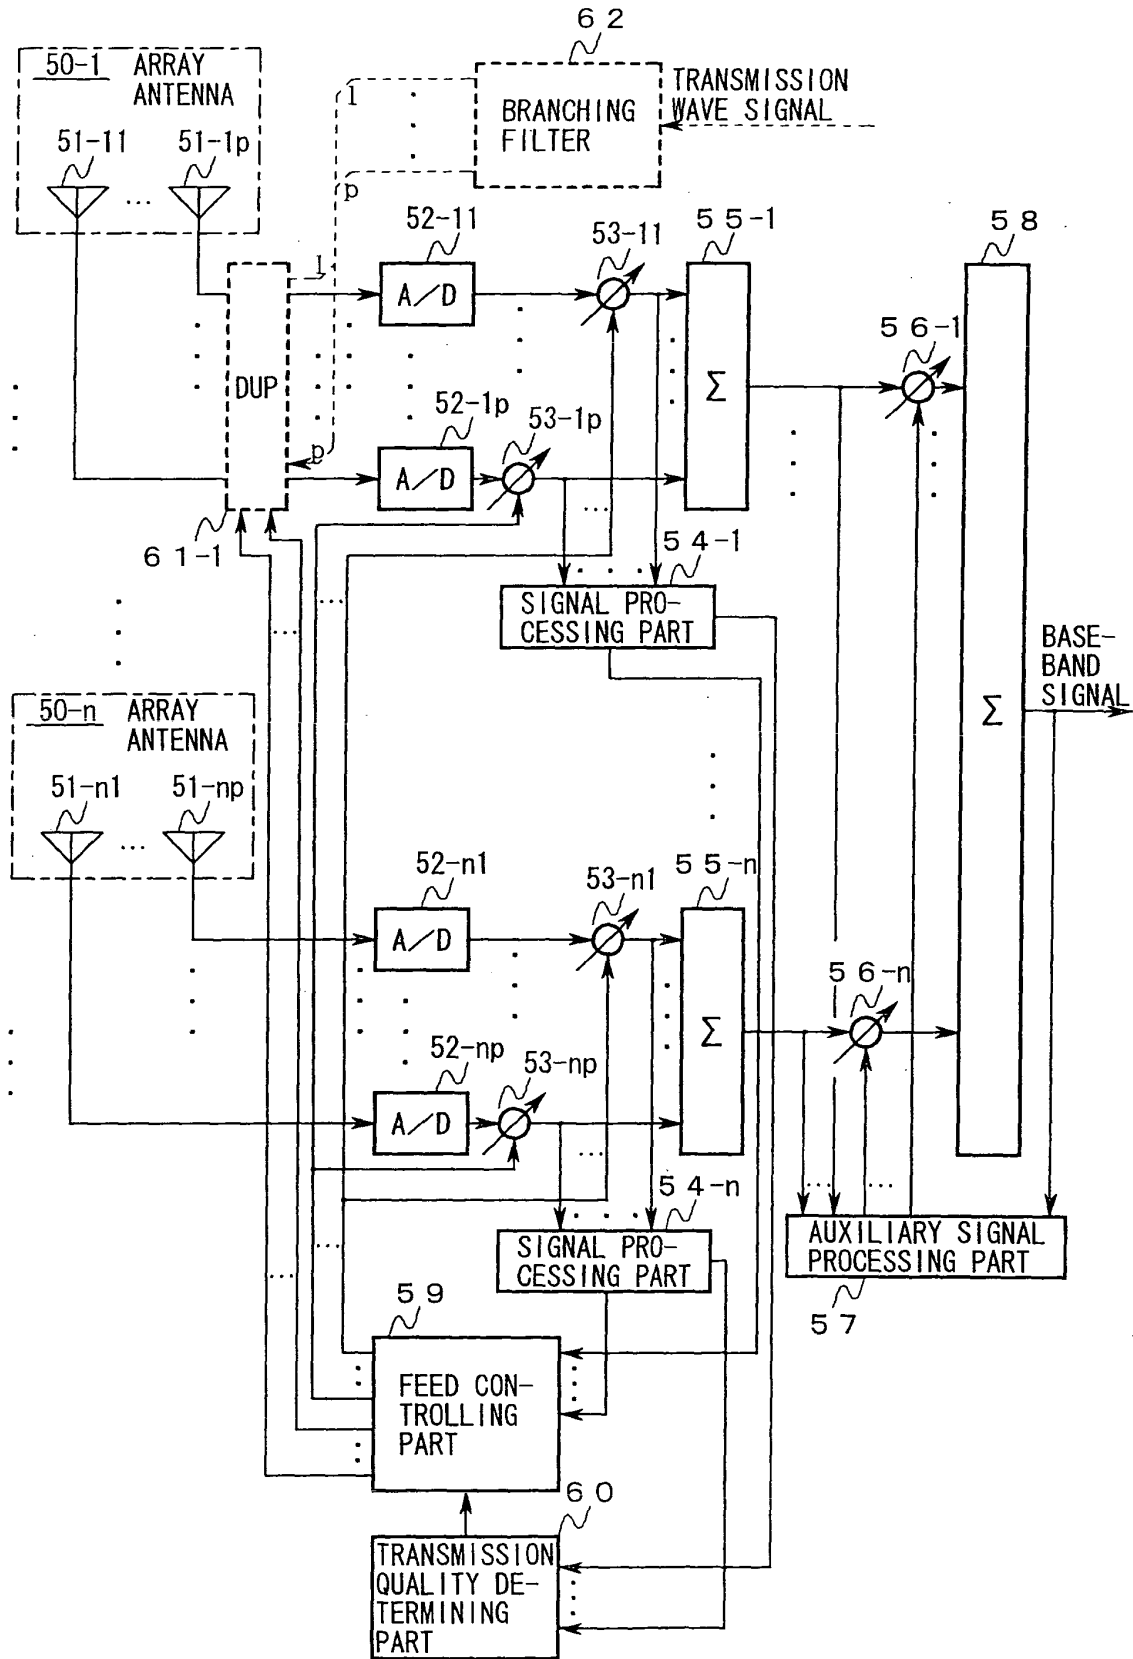 62
50-1 ARRAY
ANTENNA
51-11
51-1p
1
p
BRANCHING
FILTER
TRANSMISSION
WAVE SIGNAL
52-11
53-11
55-1
58
1
A/D
56-1
DUP
Σ
52-1p
53-1p
p
A/D
61-1
54-1
SIGNAL PRO-
CESSING PART
BASE-
BAND
SIGNAL
Σ
50-n ARRAY
ANTENNA
51-n1
51-np
52-n1
53-n1
55-n
A/D
56-n
Σ
52-np
53-np
A/D
54-n
SIGNAL PRO-
CESSING PART
AUXILIARY SIGNAL
PROCESSING PART
57
59
FEED CON-
TROLLING
PART
60
TRANSMISSION
QUALITY DE-
TERMINING
PART